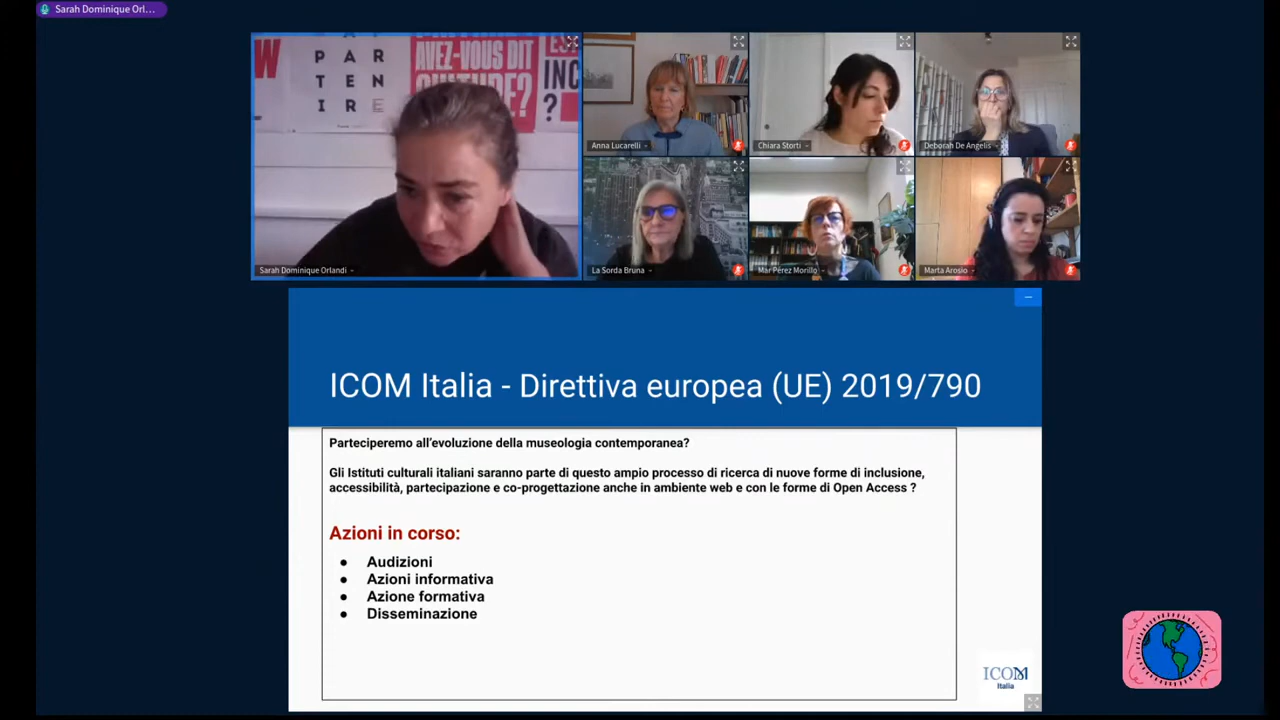 Sarah Dominique Orl...
W
P A R
T E N
I R E
AVEZ-VOUS DIT
CULTURE?
INC
?
Sarah Dominique Orlandi
Anna Lucarelli
Chiara Storti
Deborah De Angelis
La Sorda Bruna
Mar Pérez Morillo
Marta Arosio
ICOM Italia - Direttiva europea (UE) 2019/790
Parteciperemo all'evoluzione della museologia contemporanea?
Gli Istituti culturali italiani saranno parte di questo ampio processo di ricerca di nuove forme di inclusione,
accessibilità, partecipazione e co-progettazione anche in ambiente web e con le forme di Open Access ?
Azioni in corso:
● Audizioni
● Azioni informativa
● Azione formativa
● Disseminazione
ICOM
Italia